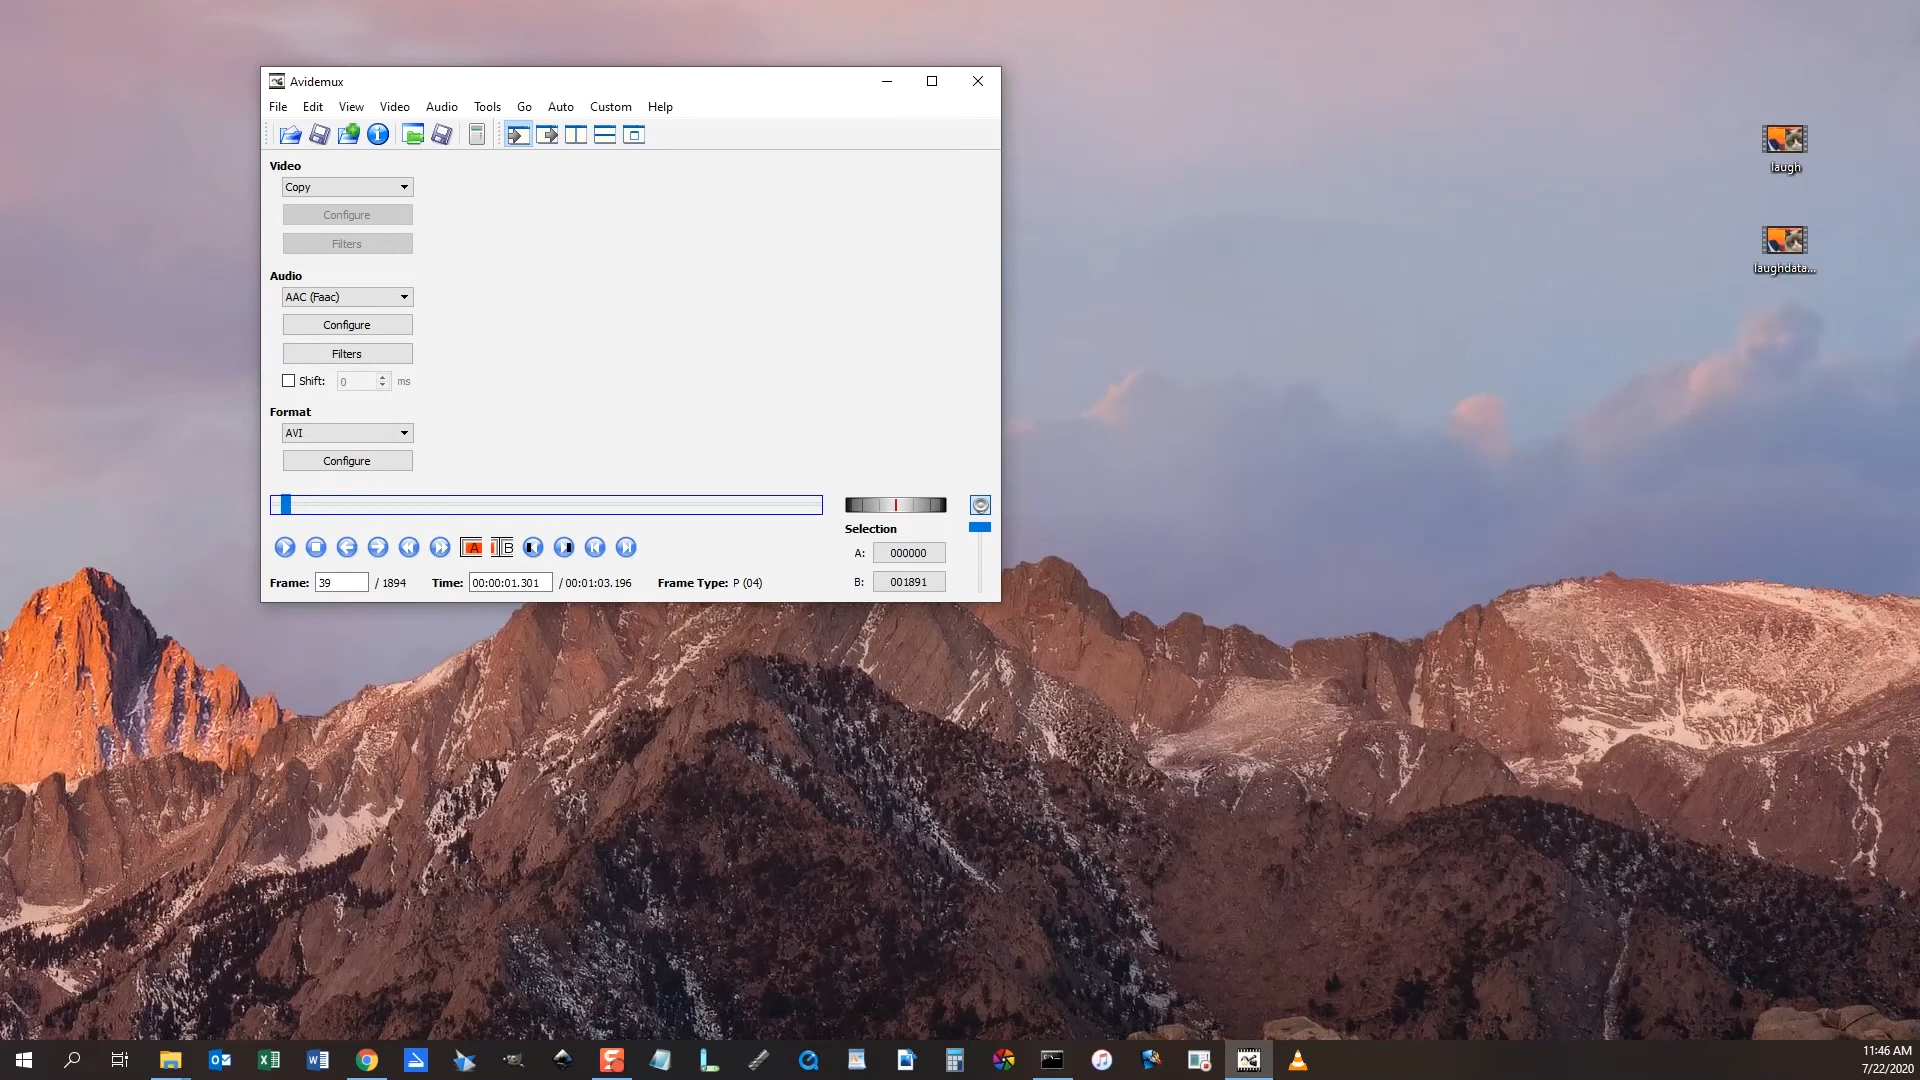 Avidemux
File Edit View Video Audio Tools Go Auto Custom Help
Video
Copy
Configure
Filters
Audio
AAC (Faac)
Configure
Filters
Shift: 0 ms
Format
AVI
Configure
Selection
A B
A: 000000
Frame: 39 / 1894 Time: 00:00:01.301 / 00:01:03.196 Frame Type: P (04)
B: 001891
laugh
laughdata...
11:46 AM
7/22/2020